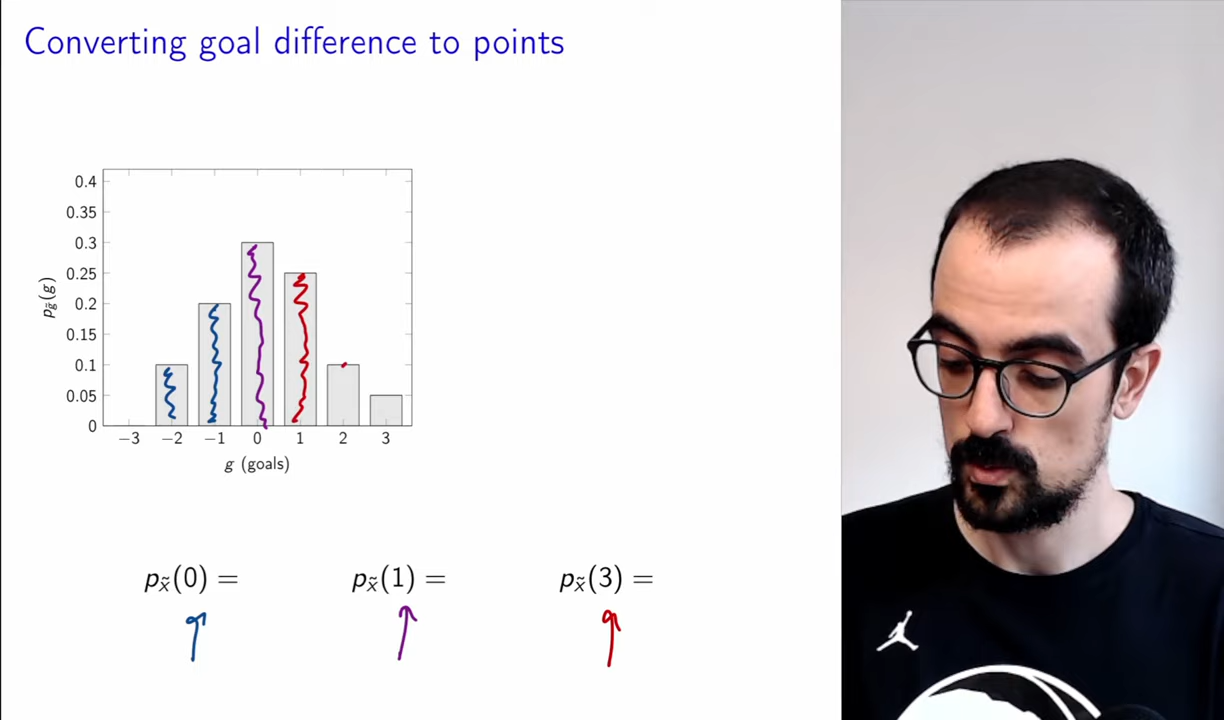 Converting goal difference to points
0.4
0.35
0.3
0.25
0.2
0.15
0.1
0.05
0
p_g̃(g)
−3 −2 −1 0 1 2 3
g (goals)
p_x̃(0) = p_x̃(1) = p_x̃(3) =